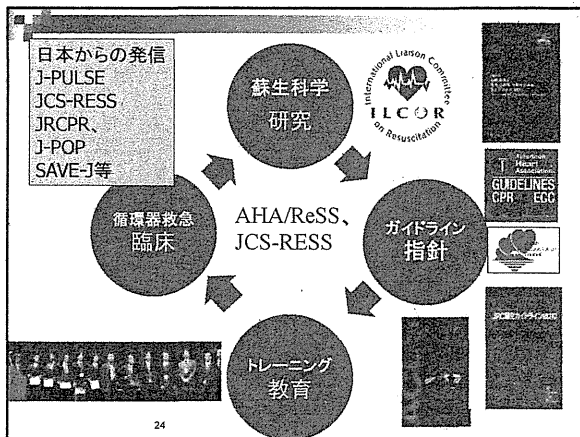 日本からの発信
J-PULSE
JCS-RESS
JRCPR、
J-POP
SAVE-J等
蘇生科学
研究
International Liaison Committee
ILCOR
on Resuscitation
American
Heart
Association
GUIDELINES
CPR ECC
循環器救急
臨床
AHA/ReSS、
JCS-RESS
ガイドライン
指針
トレーニング
教育
24